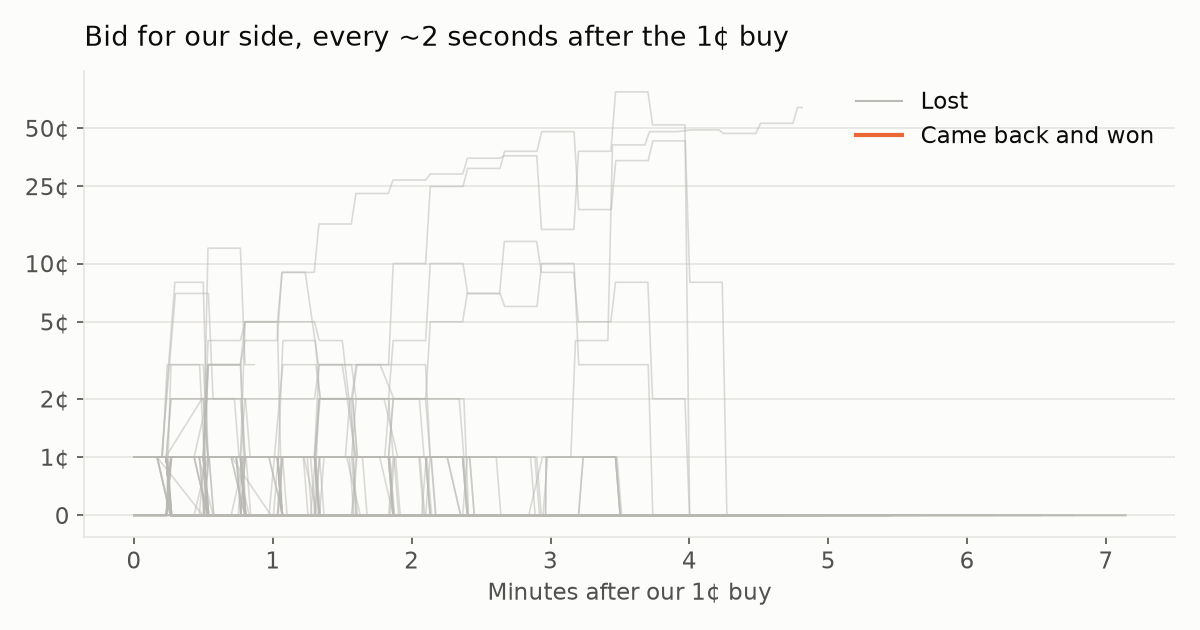 Bid for our side, every ~2 seconds after the 1¢ buy
Lost
Came back and won
50¢
25¢
10¢
5¢
2¢
1¢
0
0 1 2 3 4 5 6 7
Minutes after our 1¢ buy